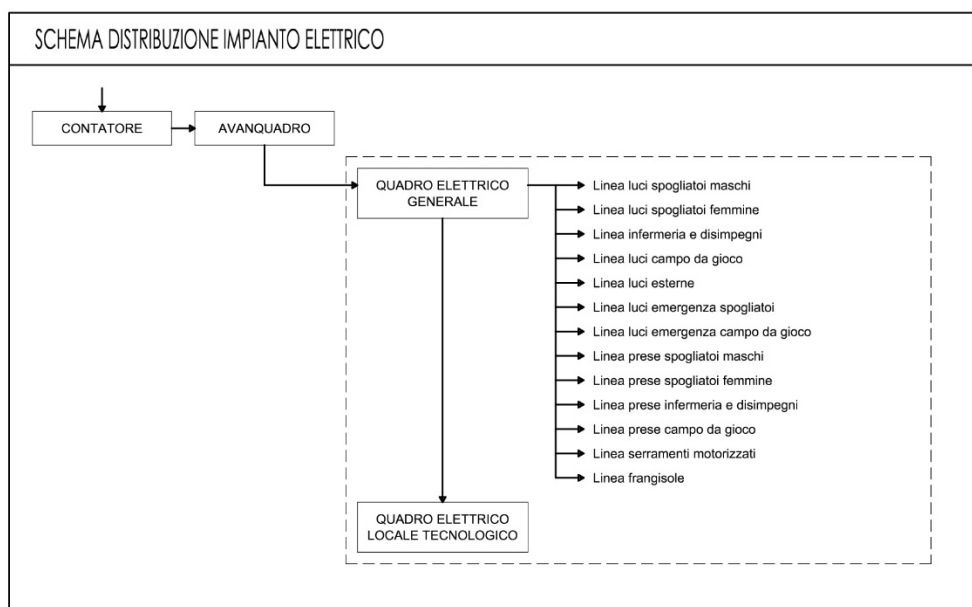 SCHEMA DISTRIBUZIONE IMPIANTO ELETTRICO
CONTATORE
AVANQUADRO
QUADRO ELETTRICO
GENERALE
Linea luci spogliatoi maschi
Linea luci spogliatoi femmine
Linea infermeria e disimpegni
Linea luci campo da gioco
Linea luci esterne
Linea luci emergenza spogliatoi
Linea luci emergenza campo da gioco
Linea prese spogliatoi maschi
Linea prese spogliatoi femmine
Linea prese infermeria e disimpegni
Linea prese campo da gioco
Linea serramenti motorizzati
Linea frangisole
QUADRO ELETTRICO
LOCALE TECNOLOGICO